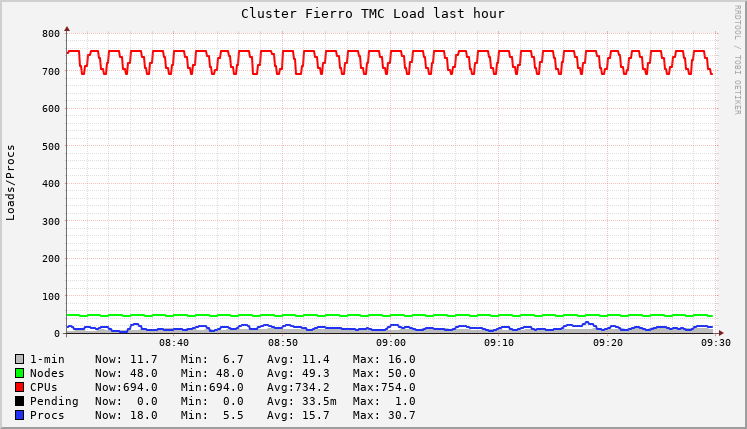 Cluster Fierro TMC Load last hour
RRDTOOL / TOBI OETIKER
Loads/Procs
800
700
600
500
400
300
200
100
0
08:40 08:50 09:00 09:10 09:20 09:30
1-min Now: 11.7 Min: 6.7 Avg: 11.4 Max: 16.0
Nodes Now: 48.0 Min: 48.0 Avg: 49.3 Max: 50.0
CPUs Now:694.0 Min:694.0 Avg:734.2 Max:754.0
Pending Now: 0.0 Min: 0.0 Avg: 33.5m Max: 1.0
Procs Now: 18.0 Min: 5.5 Avg: 15.7 Max: 30.7